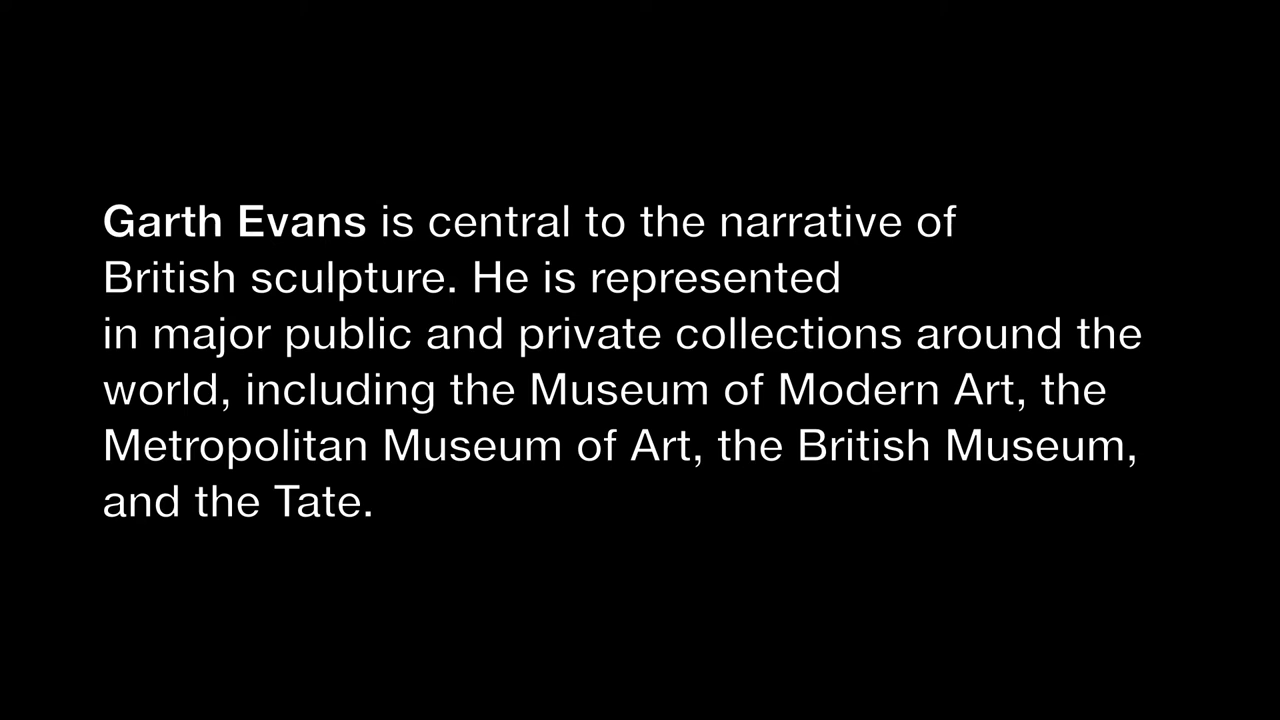 Garth Evans is central to the narrative of
British sculpture. He is represented
in major public and private collections around the
world, including the Museum of Modern Art, the
Metropolitan Museum of Art, the British Museum,
and the Tate.